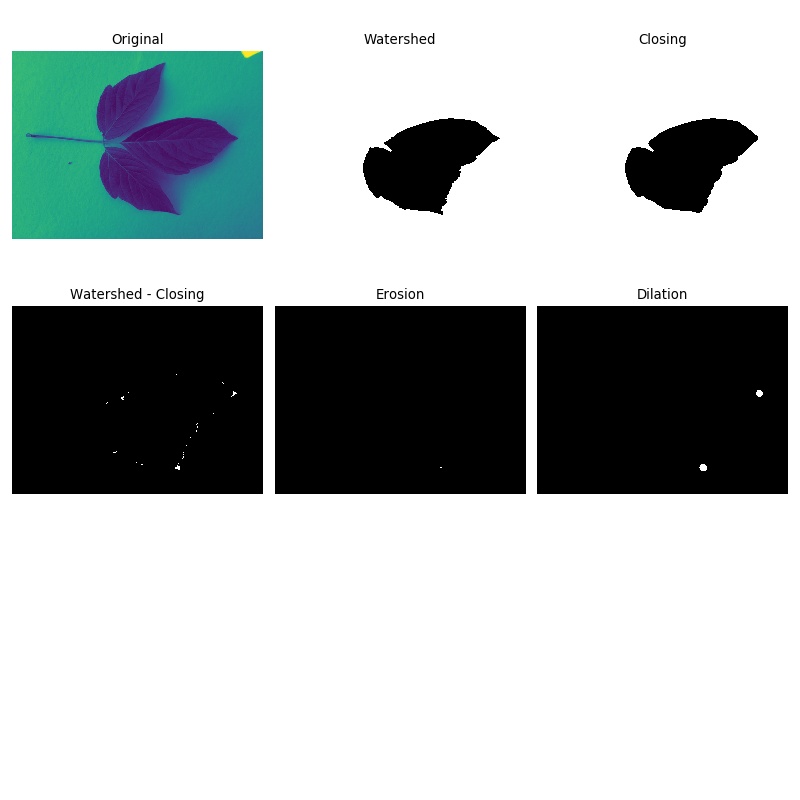 Original
Watershed
Closing
Watershed - Closing
Erosion
Dilation